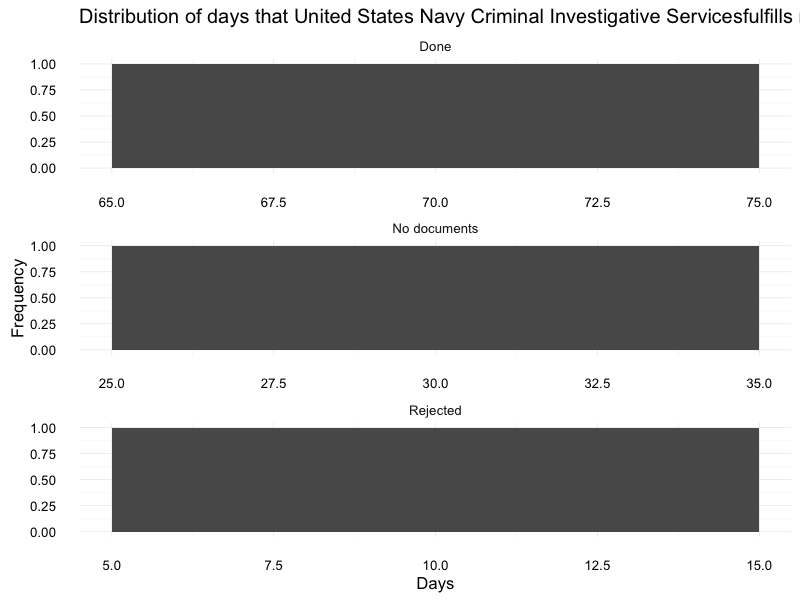 Distribution of days that United States Navy Criminal Investigative Servicesfulfills
Done
1.00
0.75
0.50
0.25
0.00
65.0 67.5 70.0 72.5 75.0
No documents
1.00
0.75
0.50
0.25
0.00
25.0 27.5 30.0 32.5 35.0
Frequency
Rejected
1.00
0.75
0.50
0.25
0.00
5.0 7.5 10.0 12.5 15.0
Days